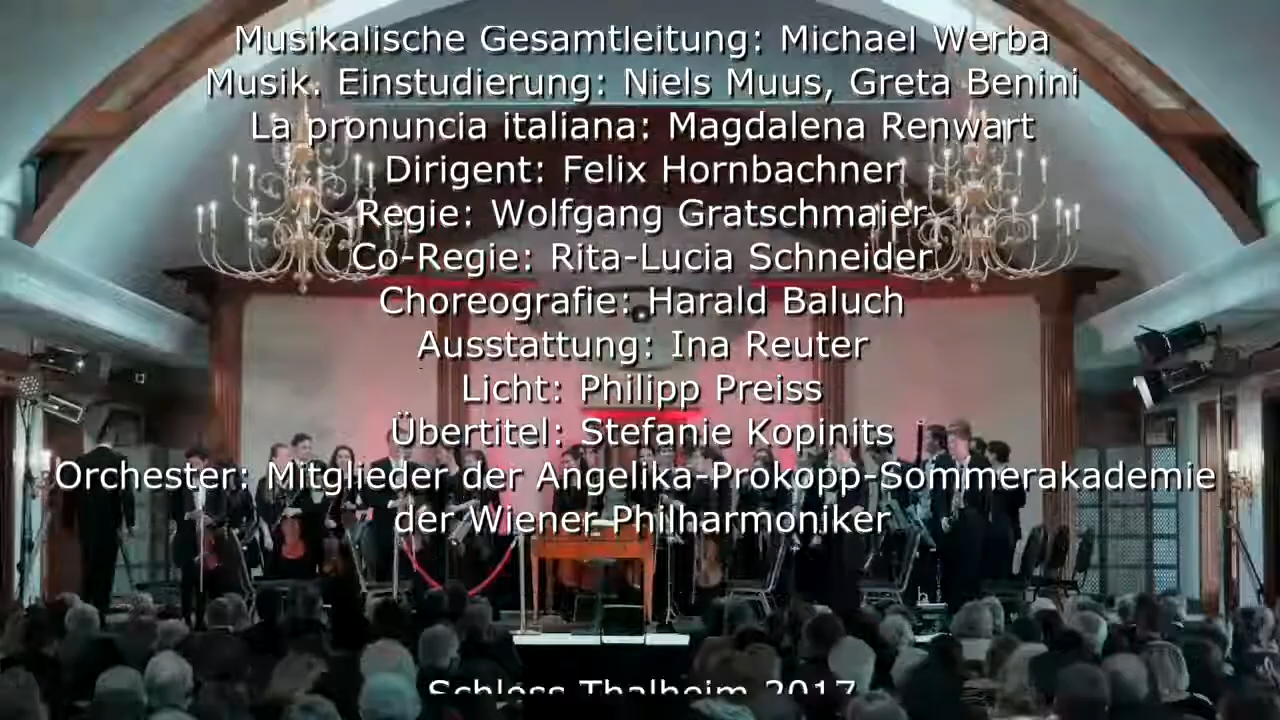 Musikalische Gesamtleitung: Michael Werba
Musik. Einstudierung: Niels Muus, Greta Benini
La pronuncia italiana: Magdalena Renwart
Dirigent: Felix Hornbachner
Regie: Wolfgang Gratschmaier
Co-Regie: Rita-Lucia Schneider
Choreografie: Harald Baluch
Ausstattung: Ina Reuter
Licht: Philipp Preiss
Übertitel: Stefanie Kopinits
Orchester: Mitglieder der Angelika-Prokopp-Sommerakademie
der Wiener Philharmoniker
Schloss Thalheim 2017